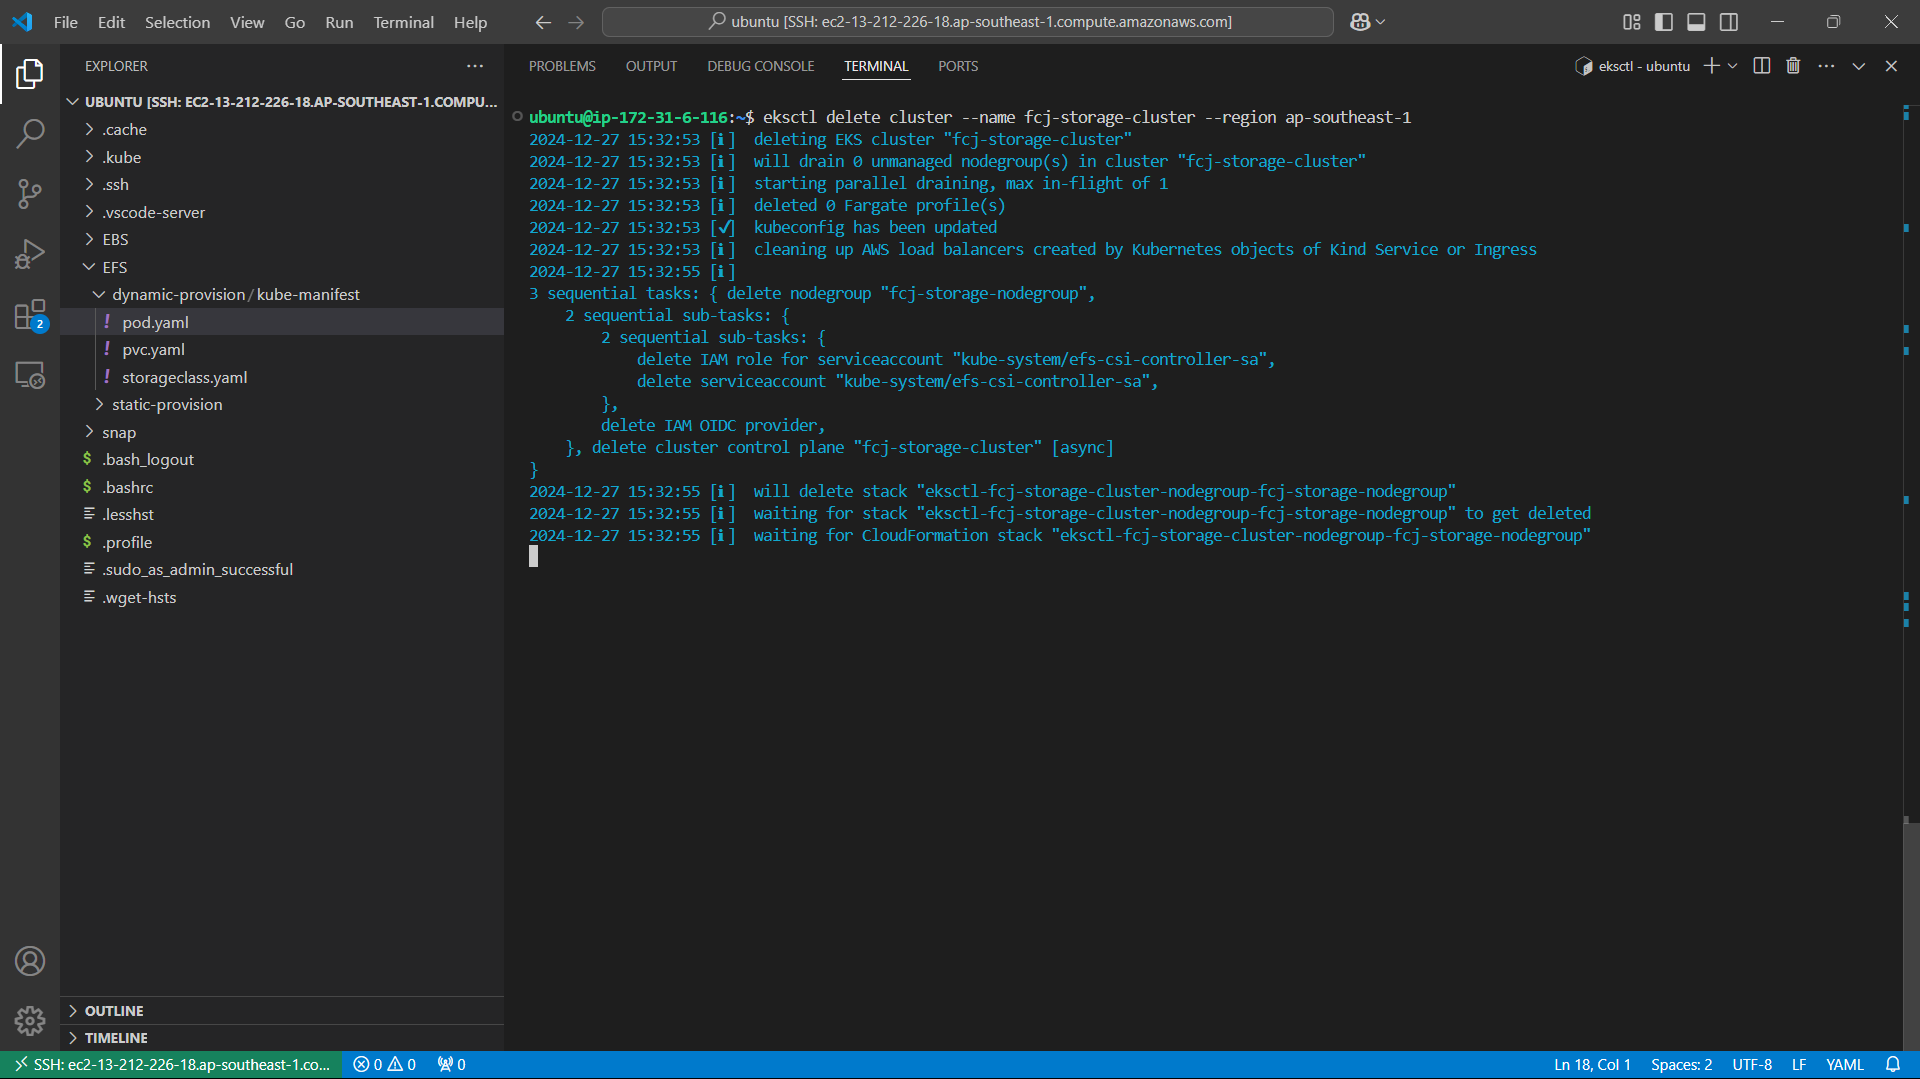 File Edit Selection View Go Run Terminal Help
ubuntu [SSH: ec2-13-212-226-18.ap-southeast-1.compute.amazonaws.com]
EXPLORER
UBUNTU [SSH: EC2-13-212-226-18.AP-SOUTHEAST-1.COMPU...
.cache
.kube
.ssh
.vscode-server
EBS
EFS
dynamic-provision / kube-manifest
! pod.yaml
! pvc.yaml
! storageclass.yaml
static-provision
snap
$ .bash_logout
$ .bashrc
.lesshst
$ .profile
.sudo_as_admin_successful
.wget-hsts
2
OUTLINE
TIMELINE
PROBLEMS OUTPUT DEBUG CONSOLE TERMINAL PORTS
eksctl - ubuntu
ubuntu@ip-172-31-6-116:~$ eksctl delete cluster --name fcj-storage-cluster --region ap-southeast-1
2024-12-27 15:32:53 [ℹ]  deleting EKS cluster "fcj-storage-cluster"
2024-12-27 15:32:53 [ℹ]  will drain 0 unmanaged nodegroup(s) in cluster "fcj-storage-cluster"
2024-12-27 15:32:53 [ℹ]  starting parallel draining, max in-flight of 1
2024-12-27 15:32:53 [ℹ]  deleted 0 Fargate profile(s)
2024-12-27 15:32:53 [✔]  kubeconfig has been updated
2024-12-27 15:32:53 [ℹ]  cleaning up AWS load balancers created by Kubernetes objects of Kind Service or Ingress
2024-12-27 15:32:55 [ℹ]
3 sequential tasks: { delete nodegroup "fcj-storage-nodegroup",
    2 sequential sub-tasks: {
        2 sequential sub-tasks: {
            delete IAM role for serviceaccount "kube-system/efs-csi-controller-sa",
            delete serviceaccount "kube-system/efs-csi-controller-sa",
        },
        delete IAM OIDC provider,
    }, delete cluster control plane "fcj-storage-cluster" [async]
}
2024-12-27 15:32:55 [ℹ]  will delete stack "eksctl-fcj-storage-cluster-nodegroup-fcj-storage-nodegroup"
2024-12-27 15:32:55 [ℹ]  waiting for stack "eksctl-fcj-storage-cluster-nodegroup-fcj-storage-nodegroup" to get deleted
2024-12-27 15:32:55 [ℹ]  waiting for CloudFormation stack "eksctl-fcj-storage-cluster-nodegroup-fcj-storage-nodegroup"
SSH: ec2-13-212-226-18.ap-southeast-1.co... 0 0 0 Ln 18, Col 1 Spaces: 2 UTF-8 LF YAML